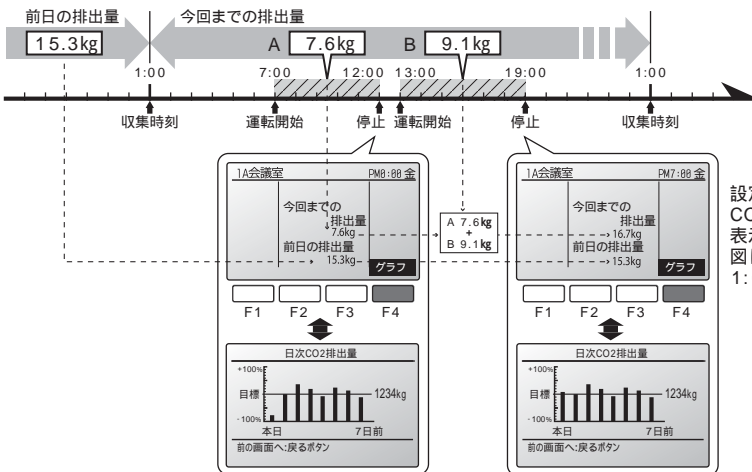 前日の排出量
今回までの排出量
15.3kg
A 7.6kg
B 9.1kg
1:00
7:00
12:00
13:00
19:00
1:00
収集時刻
運転開始
停止
運転開始
停止
収集時刻
1A会議室 PM0:00 金
今回までの
排出量
7.6kg
前日の排出量
15.3kg
グラフ
F1 F2 F3 F4
日次CO2排出量
+100%
目標
1234kg
-100%
本日 7日前
前の画面へ:戻るボタン
A 7.6kg
+
B 9.1kg
1A会議室 PM7:00 金
今回までの
排出量
16.7kg
前日の排出量
15.3kg
グラフ
F1 F2 F3 F4
日次CO2排出量
+100%
目標
1234kg
-100%
本日 7日前
前の画面へ:戻るボタン
設定
CO
表示
図に
1: